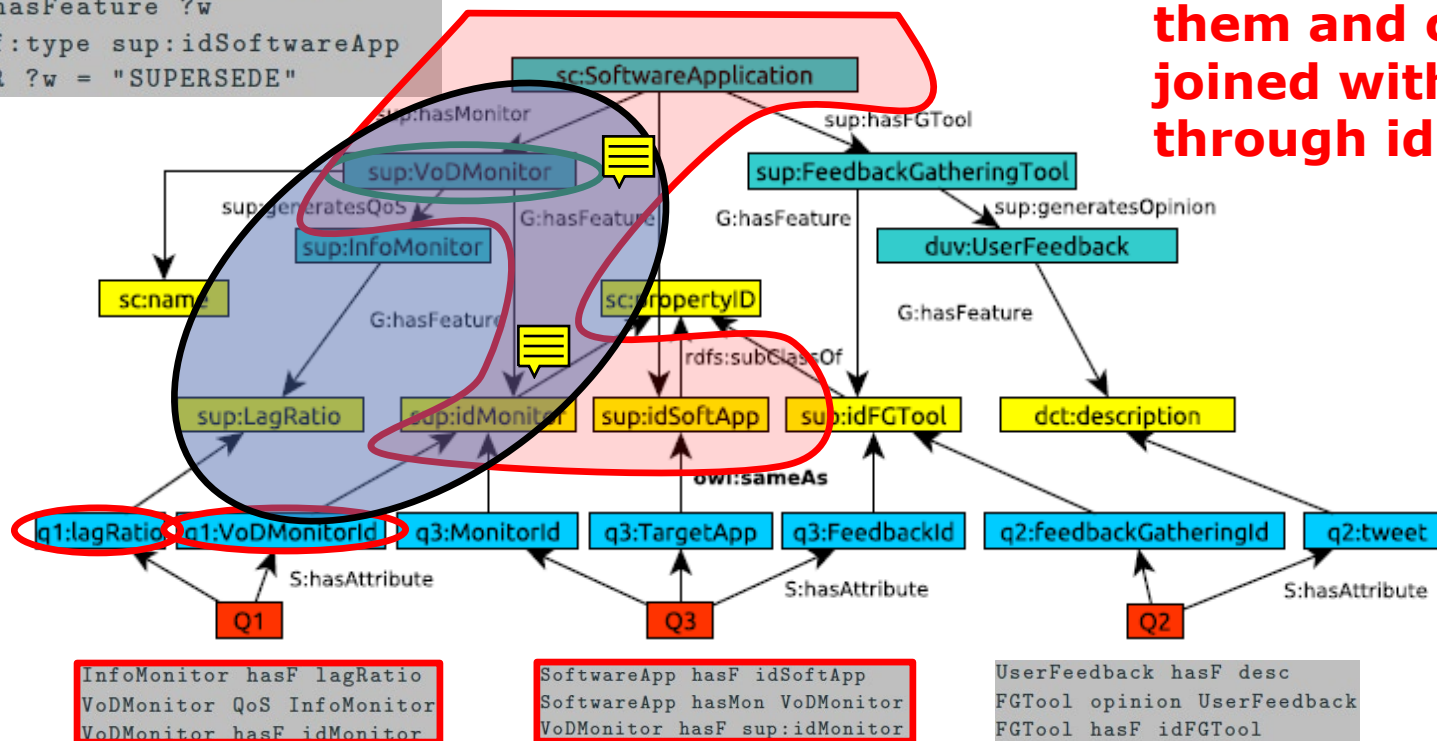 hasFeature ?w
:type sup:idSoftwareApp
?w = "SUPERSEDE"
them and
joined with
through id
sc:SoftwareApplication
sup:hasMonitor
sup:hasFGTool
sup:VoDMonitor
sup:FeedbackGatheringTool
sup:generatesQoS
G:hasFeature
G:hasFeature
sup:generatesOpinion
sup:InfoMonitor
duv:UserFeedback
sc:name
sc:propertyID
G:hasFeature
G:hasFeature
rdfs:subClassOf
sup:LagRatio
sup:idMonitor
sup:idSoftApp
sup:idFGTool
dct:description
owl:sameAs
q1:lagRatio
q1:VoDMonitorId
q3:MonitorId
q3:TargetApp
q3:FeedbackId
q2:feedbackGatheringId
q2:tweet
S:hasAttribute
S:hasAttribute
S:hasAttribute
Q1
Q3
Q2
InfoMonitor hasF lagRatio
VoDMonitor QoS InfoMonitor
VoDMonitor hasF idMonitor
SoftwareApp hasF idSoftApp
SoftwareApp hasMon VoDMonitor
VoDMonitor hasF sup:idMonitor
UserFeedback hasF desc
FGTool opinion UserFeedback
FGTool hasF idFGTool